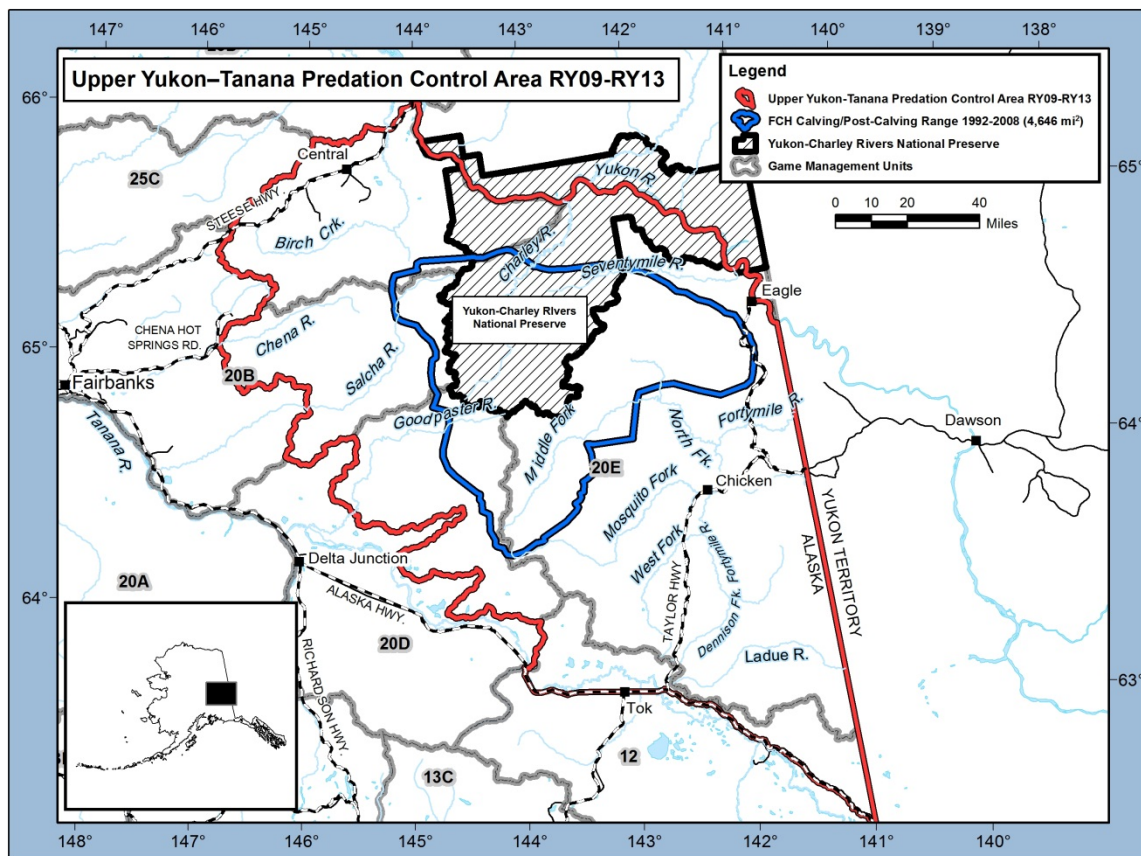 147° 146° 145° 144° 143° 142° 141° 140° 139° 138°
Upper Yukon–Tanana Predation Control Area RY09-RY13
Legend
Upper Yukon-Tanana Predation Control Area RY09-RY13
FCH Calving/Post-Calving Range 1992-2008 (4,646 mi²)
Yukon-Charley Rivers National Preserve
Game Management Units
0 10 20 40
Miles
66°
65°
Central
25C
STEESE HWY.
Birch Crk.
Yukon R.
Charley R.
Seventymile R.
Eagle
Yukon-Charley Rivers
National Preserve
CHENA HOT
SPRINGS RD.
Chena R.
65°
Salcha R.
20B
Fairbanks
Tanana R.
Goodpaster R.
Middle Fork
North Fk.
Fortymile R.
64°
Dawson
20E
Chicken
Mosquito Fork
West Fork
Fortymile R.
Dennison Fk.
TAYLOR HWY
YUKON TERRITORY
ALASKA
Delta Junction
20A
64°
ALASKA HWY.
20D
RICHARDSON HWY.
Ladue R.
63°
Tok
12
13C
148° 147° 146° 145° 144° 143° 142° 141° 140°